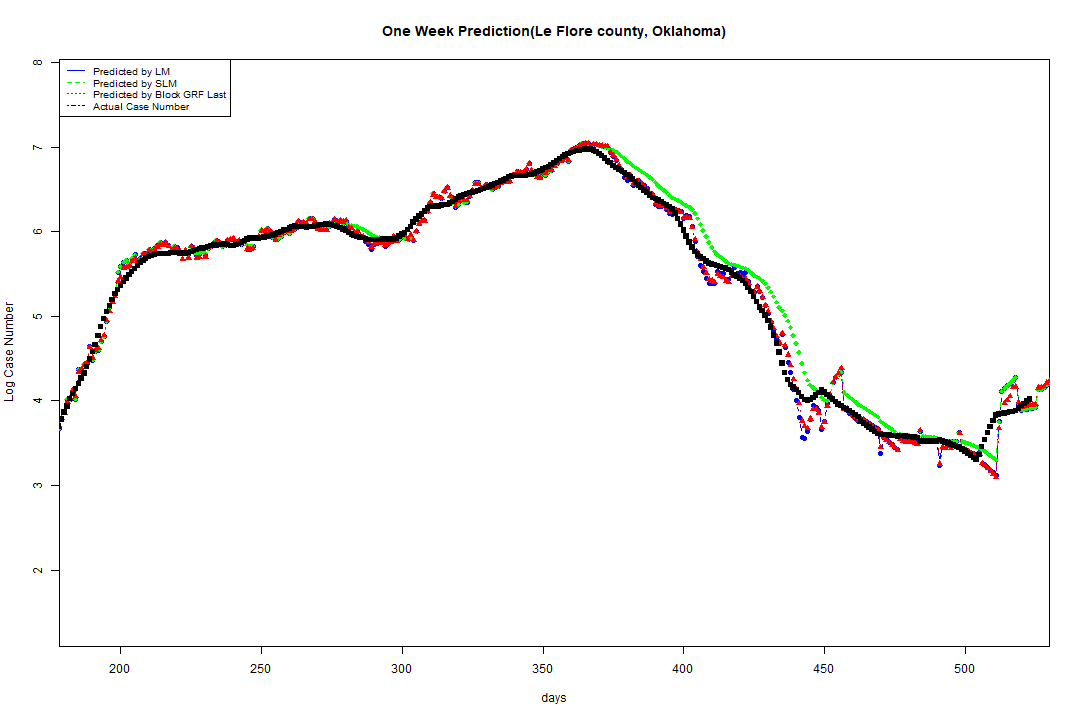 One Week Prediction(Le Flore county, Oklahoma)
Predicted by LM
Predicted by SLM
Predicted by Block GRF Last
Actual Case Number
8
7
6
5
4
3
2
Log Case Number
200 250 300 350 400 450 500
days